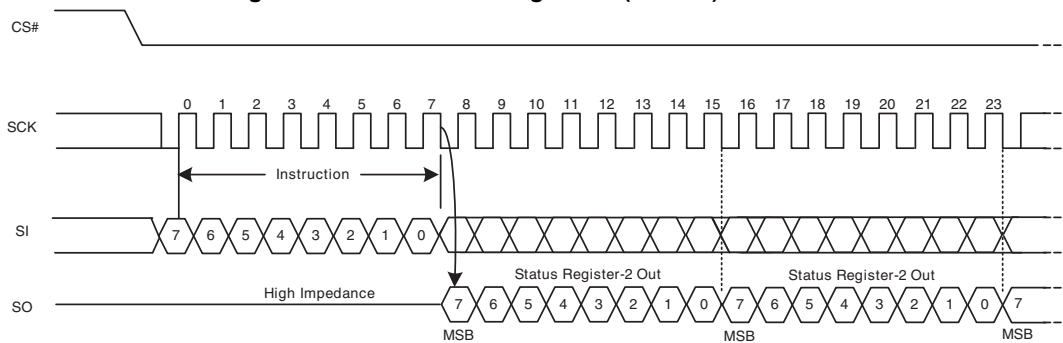 CS#
0 1 2 3 4 5 6 7 8 9 10 11 12 13 14 15 16 17 18 19 20 21 22 23
SCK
Instruction
SI 7 6 5 4 3 2 1 0
Status Register-2 Out Status Register-2 Out
High Impedance
SO 7 6 5 4 3 2 1 0 7 6 5 4 3 2 1 0 7
MSB MSB MSB